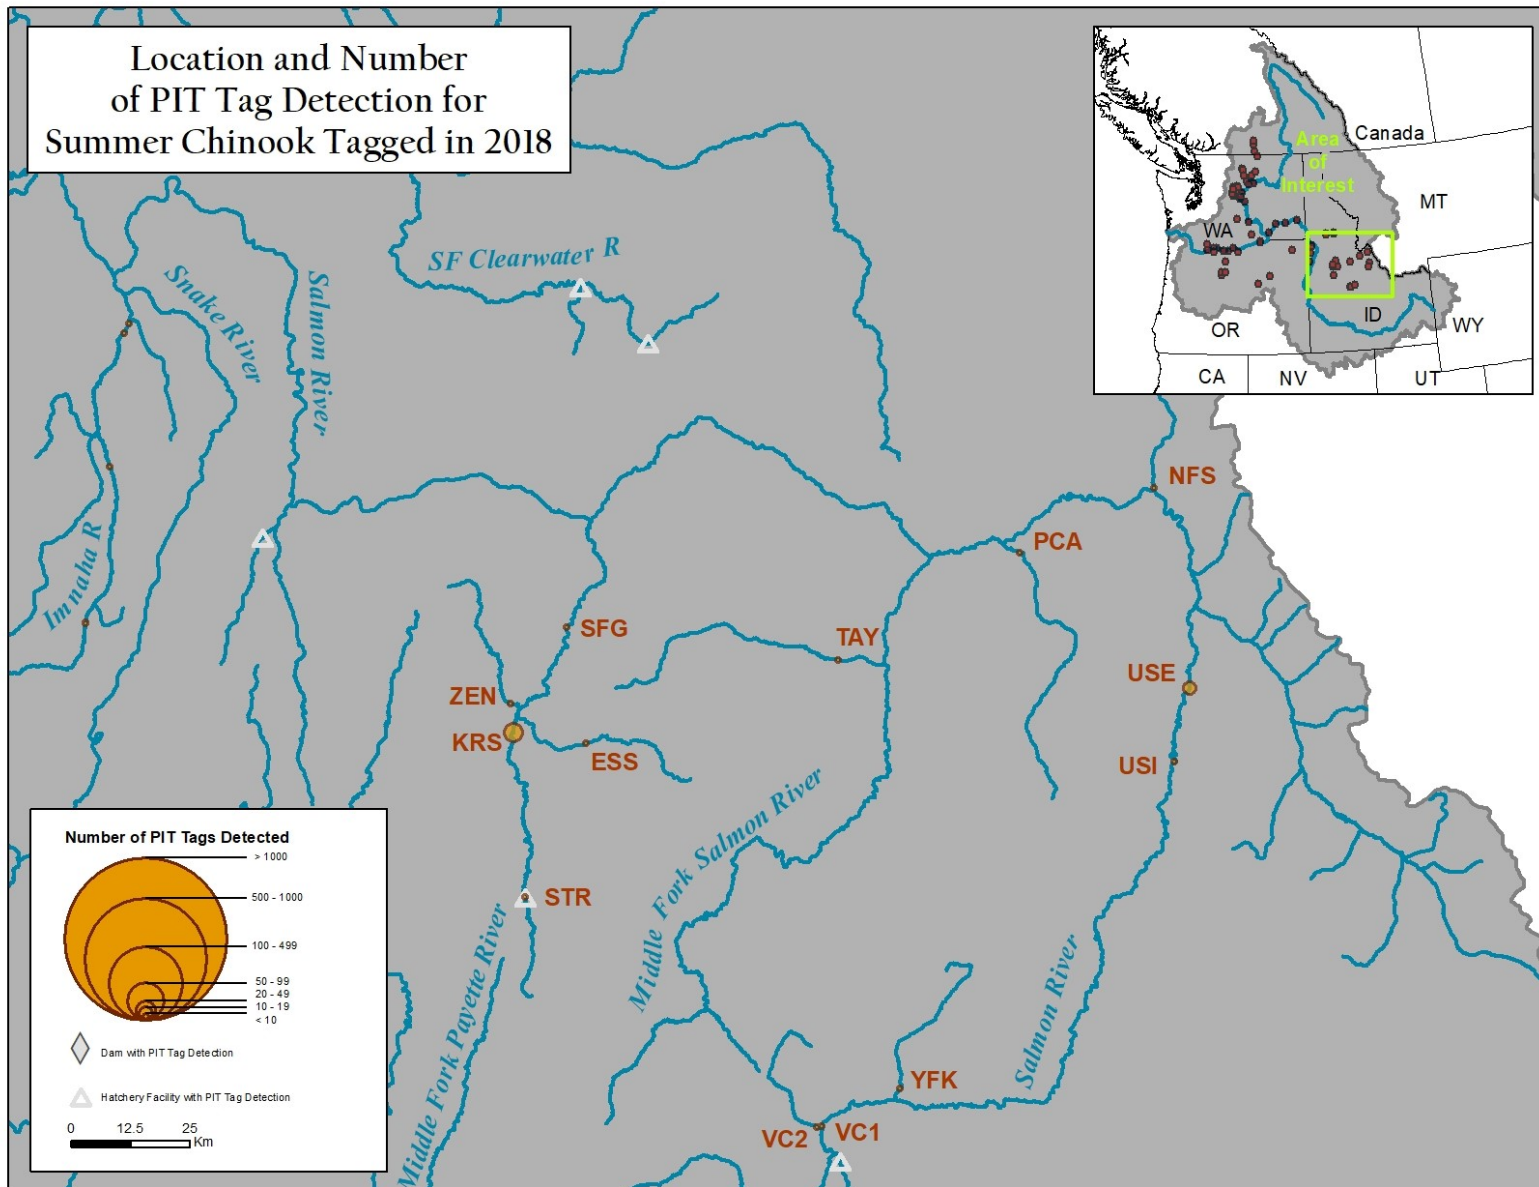 Location and Number
of PIT Tag Detection for
Summer Chinook Tagged in 2018
Canada
Area
of
Interest
MT
WA
OR
ID
WY
CA
NV
UT
SF Clearwater R
Snake River
Salmon River
Imnaha R
NFS
PCA
SFG
TAY
ZEN
USE
KRS
ESS
USI
Middle Fork Salmon River
STR
Middle Fork Payette River
Salmon River
YFK
VC2
VC1
Number of PIT Tags Detected
> 1000
500 - 1000
100 - 499
50 - 99
20 - 49
10 - 19
< 10
Dam with PIT Tag Detection
Hatchery Facility with PIT Tag Detection
0 12.5 25
Km